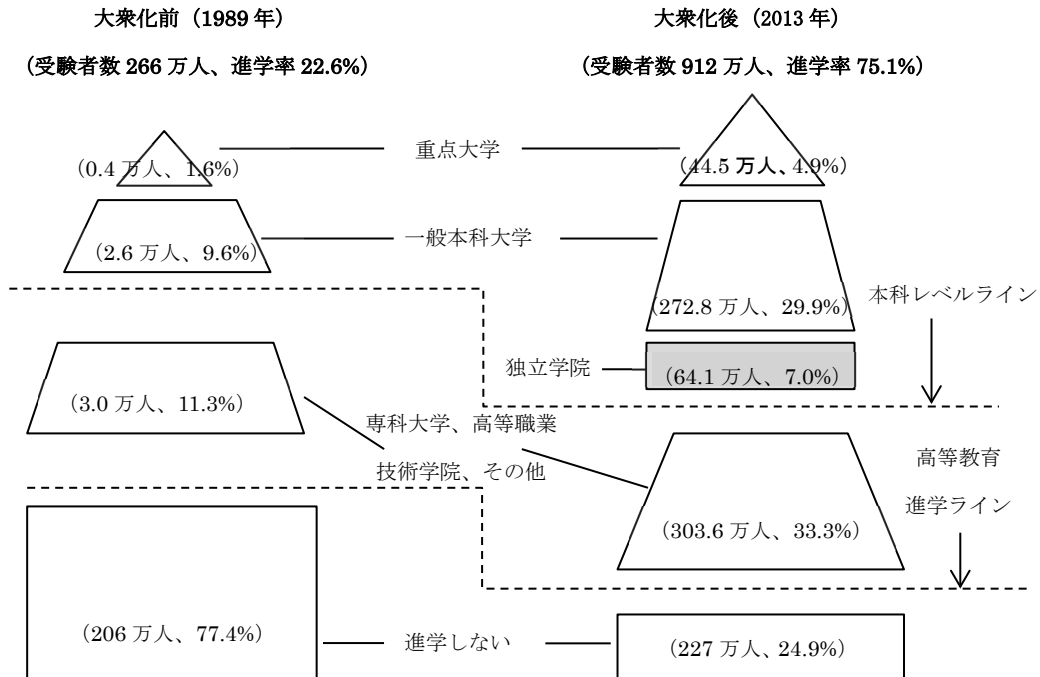 大衆化前（1989 年）
（受験者数 266 万人、進学率 22.6%）
大衆化後（2013 年）
（受験者数 912 万人、進学率 75.1%）
重点大学
（0.4 万人、1.6%）
（44.5 万人、4.9%）
一般本科大学
（2.6 万人、9.6%）
（272.8 万人、29.9%）
本科レベルライン
独立学院
（64.1 万人、7.0%）
（3.0 万人、11.3%）
専科大学、高等職業
技術学院、その他
高等教育
進学ライン
（303.6 万人、33.3%）
（206 万人、77.4%）
進学しない
（227 万人、24.9%）